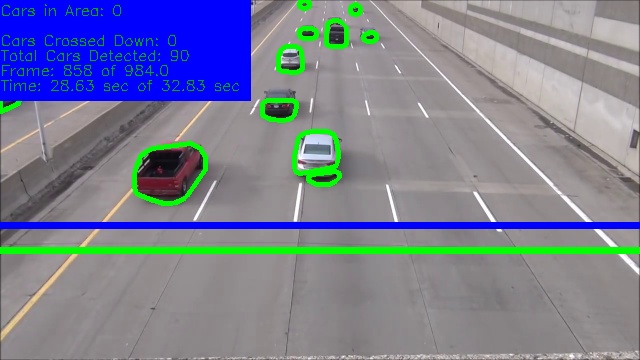 Cars in Area: 0
Cars Crossed Down: 0
Total Cars Detected: 90
Frame: 858 of 984.0
Time: 28.63 sec of 32.83 sec